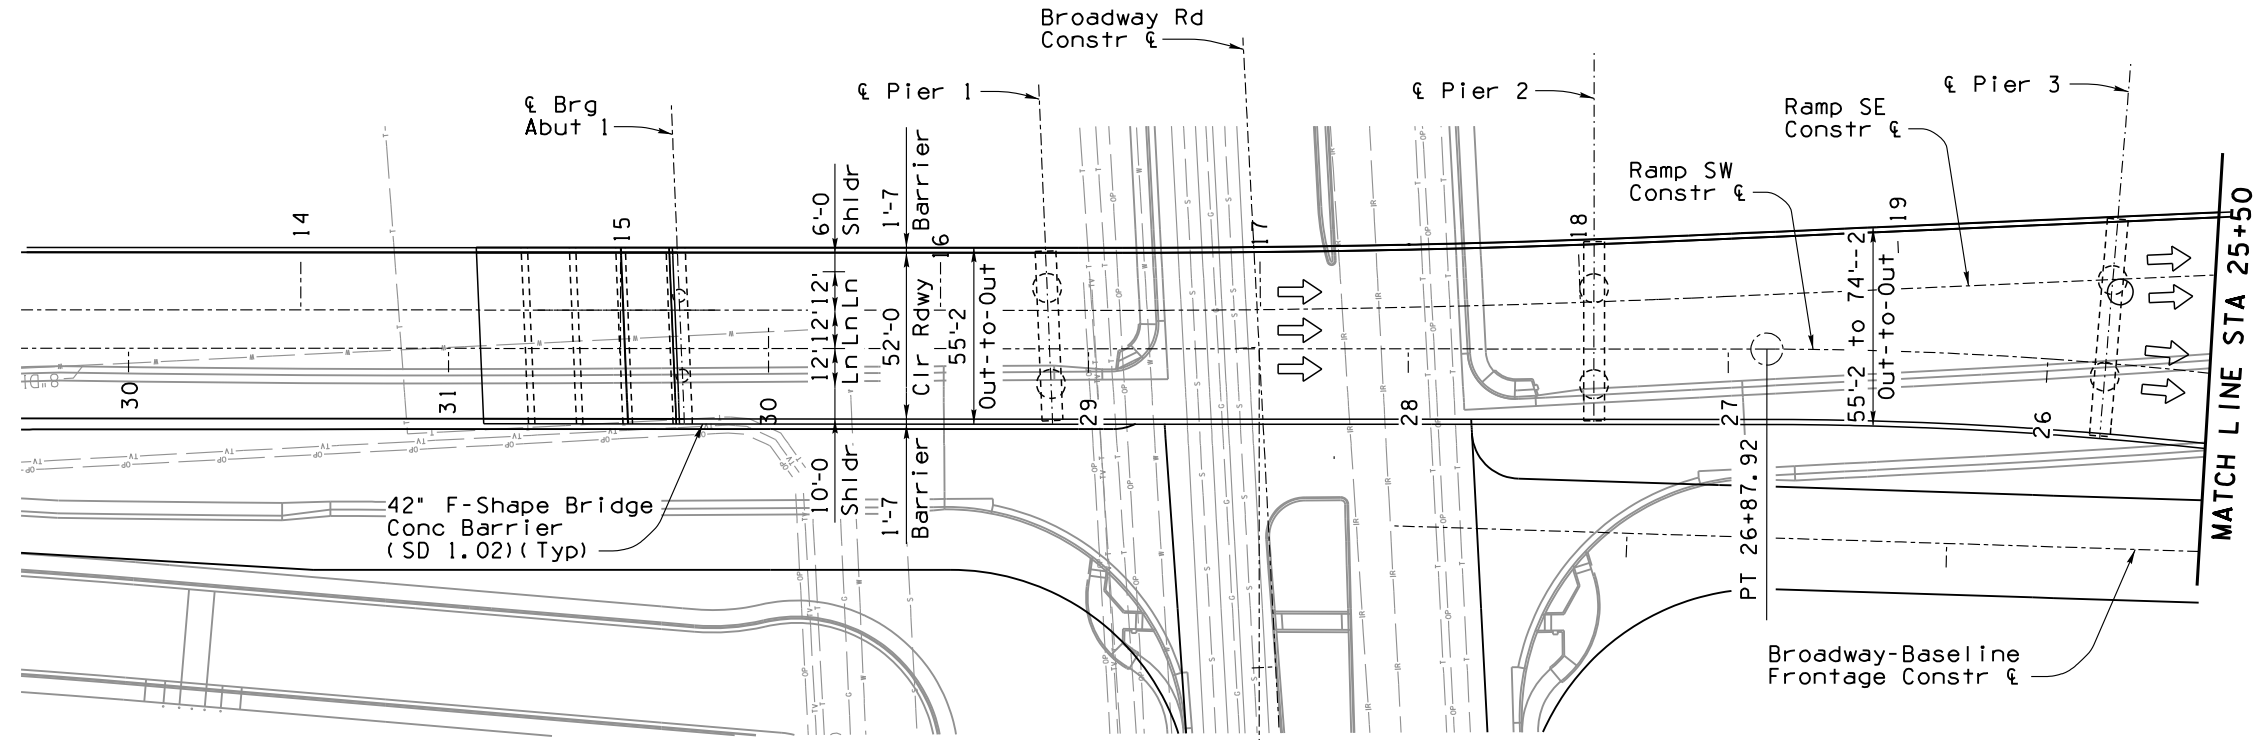 Broadway Rd
Constr ℄
℄ Brg
Abut 1
℄ Pier 1
℄ Pier 2
℄ Pier 3
Ramp SE
Constr ℄
Ramp SW
Constr ℄
14
15
16
17
18
19
6'-0
Shldr
1'-7
Barrier
12' 12' 12'
Ln Ln Ln
52'-0
Clr Rdwy
55'-2
Out-to-Out
55'-2 to 74'-2
Out-to-Out
30
31
30
29
28
27
26
10'-0
Shldr
1'-7
Barrier
42" F-Shape Bridge
Conc Barrier
(SD 1.02)(Typ)
PT 26+87.92
MATCH LINE STA 25+50
Broadway-Baseline
Frontage Constr ℄